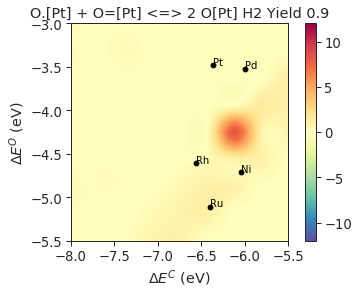 O.[Pt] + O=[Pt] <=> 2 O[Pt] H2 Yield 0.9
−3.0
−3.5
−4.0
−4.5
−5.0
−5.5
ΔE^O (eV)
Pt
Pd
Rh
Ni
Ru
−8.0 −7.5 −7.0 −6.5 −6.0 −5.5
ΔE^C (eV)
10
5
0
−5
−10